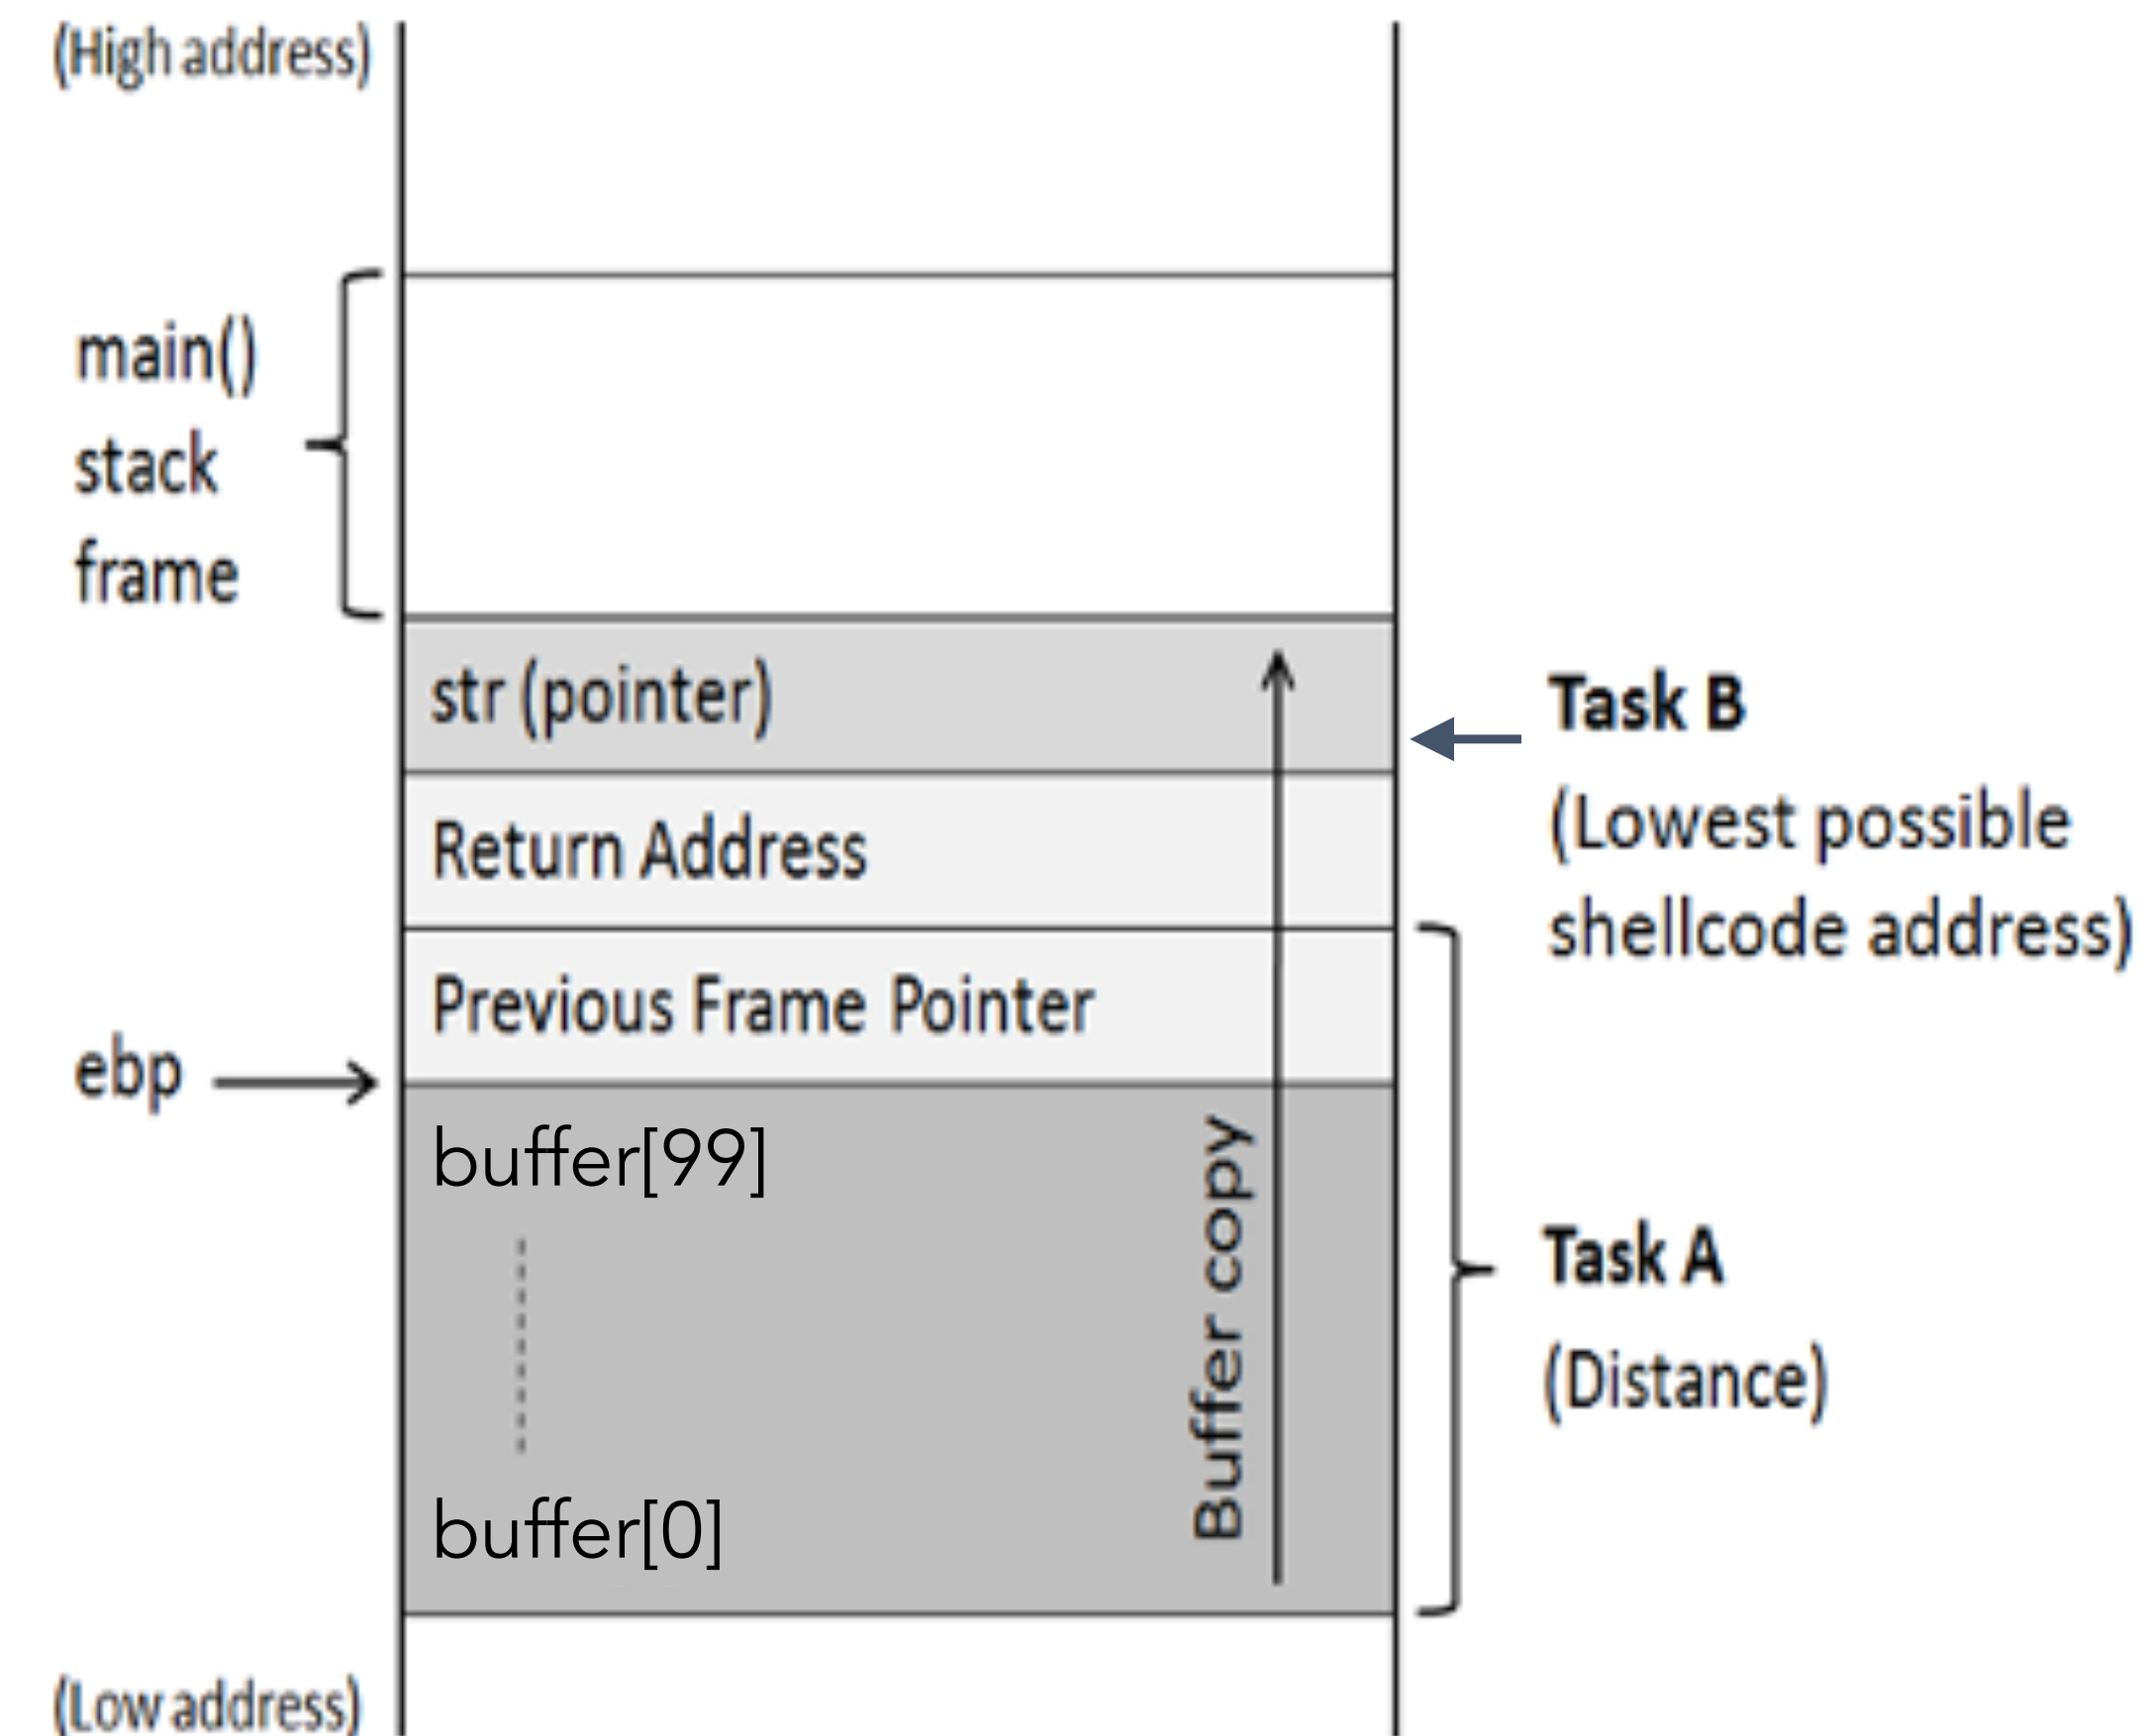 (High address)
main()
stack
frame
str (pointer)
Task B
Return Address
(Lowest possible
shellcode address)
Previous Frame Pointer
ebp
buffer[99]
Buffer copy
Task A
(Distance)
buffer[0]
(Low address)